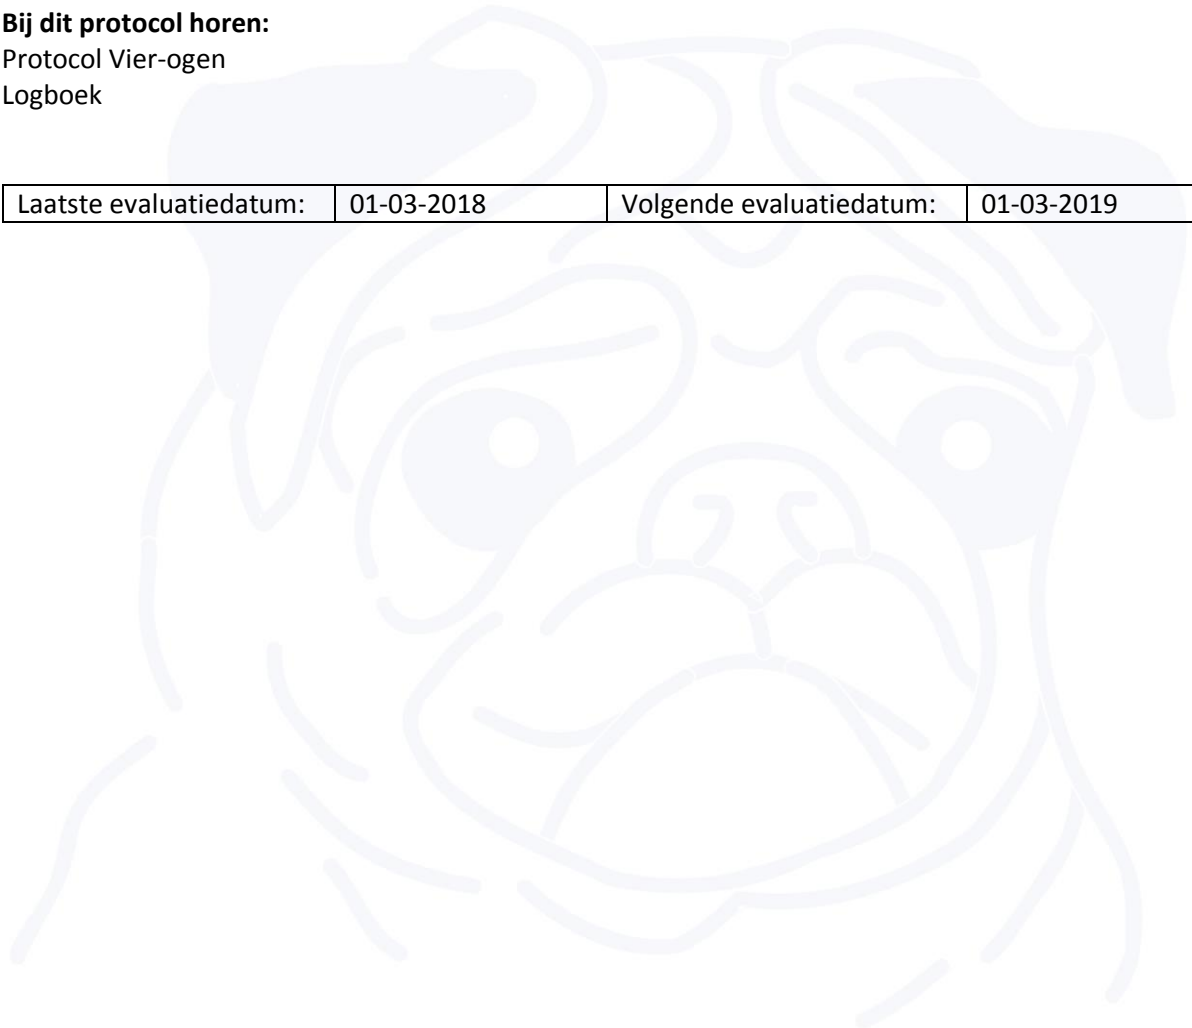 Bij dit protocol horen:
Protocol Vier-ogen
Logboek
Laatste evaluatiedatum: 01-03-2018 Volgende evaluatiedatum: 01-03-2019